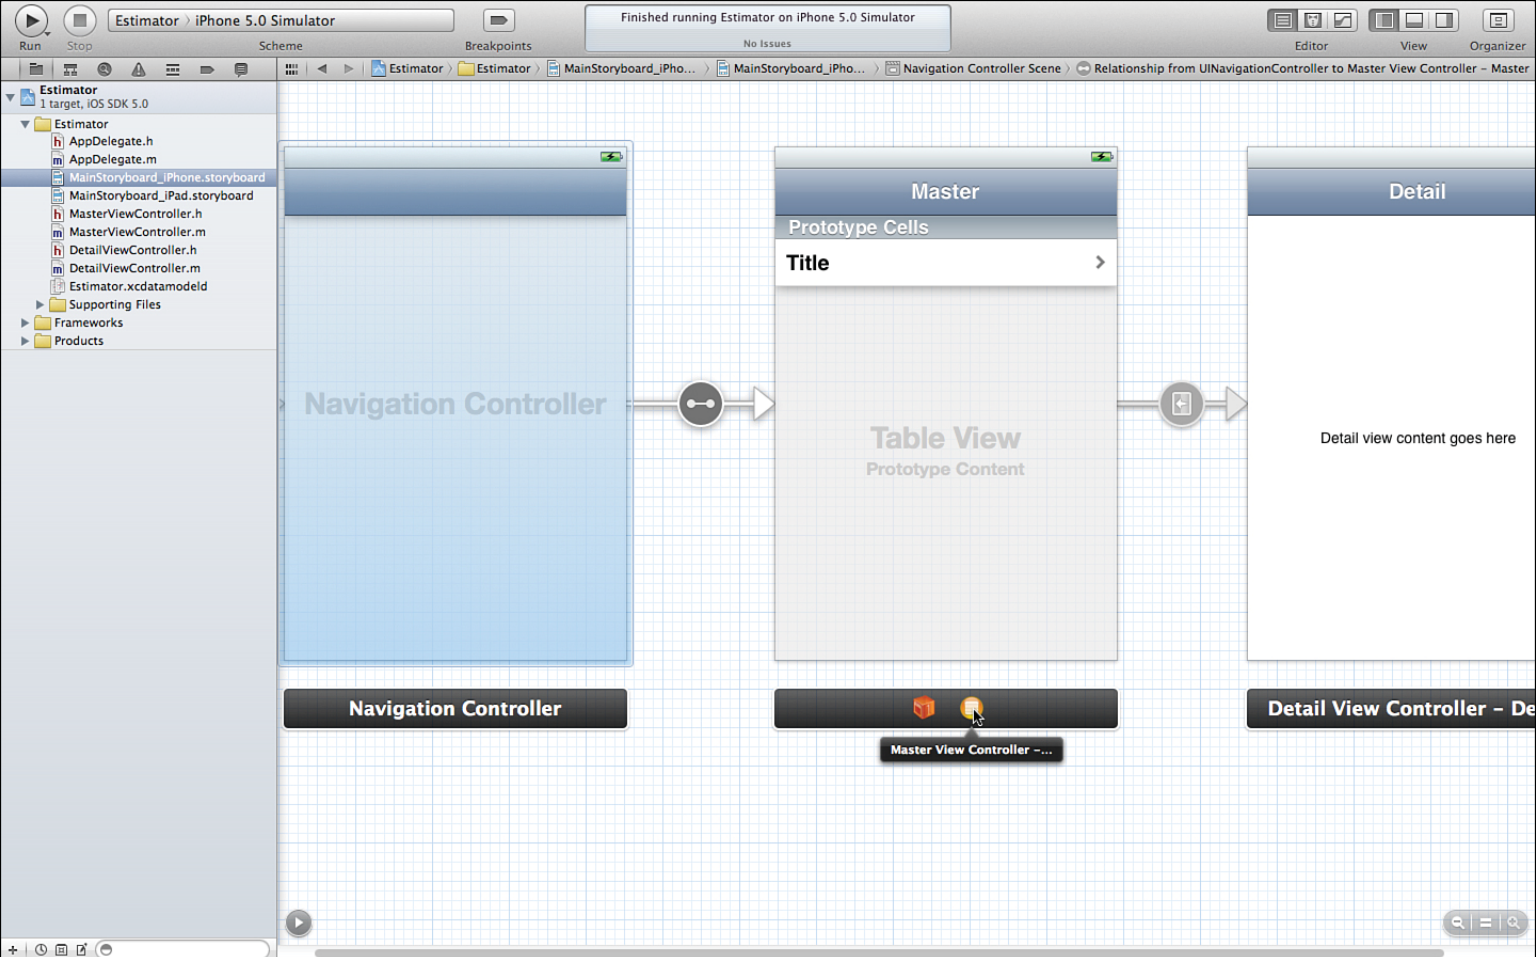 Estimator › iPhone 5.0 Simulator
Finished running Estimator on iPhone 5.0 Simulator
No Issues
Run
Stop
Scheme
Breakpoints
Editor
View
Organizer
Estimator
Estimator
MainStoryboard_iPho...
MainStoryboard_iPho...
Navigation Controller Scene
Relationship from UINavigationController to Master View Controller – Master
Estimator
1 target, iOS SDK 5.0
Estimator
AppDelegate.h
AppDelegate.m
MainStoryboard_iPhone.storyboard
MainStoryboard_iPad.storyboard
MasterViewController.h
MasterViewController.m
DetailViewController.h
DetailViewController.m
Estimator.xcdatamodeld
Supporting Files
Frameworks
Products
Navigation Controller
Navigation Controller
Master
Prototype Cells
Title
Table View
Prototype Content
Master View Controller –...
Detail
Detail view content goes here
Detail View Controller – De